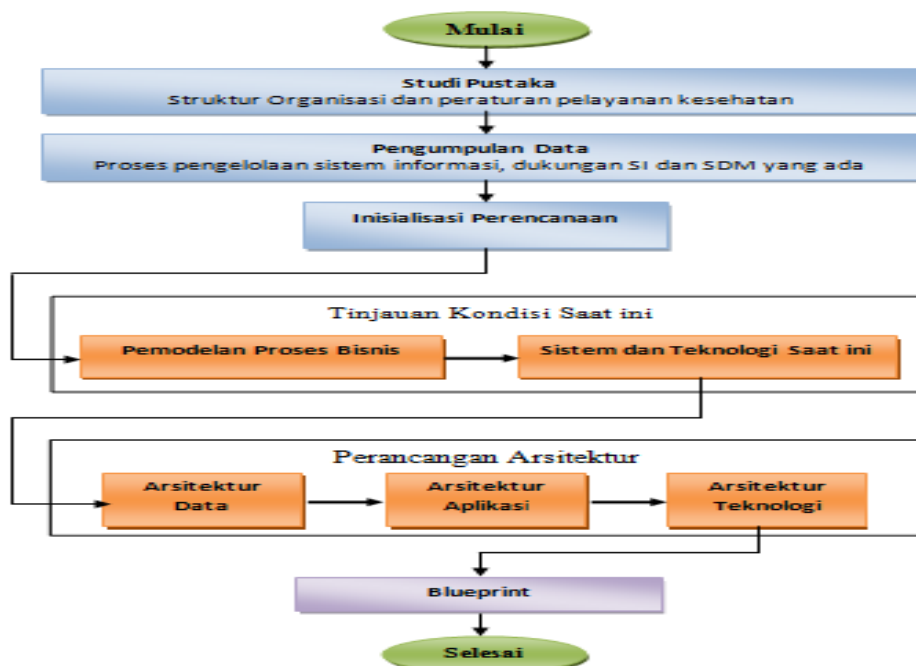 Mulai
Studi Pustaka
Struktur Organisasi dan peraturan pelayanan kesehatan
Pengumpulan Data
Proses pengelolaan sistem informasi, dukungan SI dan SDM yang ada
Inisialisasi Perencanaan
Tinjauan Kondisi Saat ini
Pemodelan Proses Bisnis
Sistem dan Teknologi Saat ini
Perancangan Arsitektur
Arsitektur
Data
Arsitektur
Aplikasi
Arsitektur
Teknologi
Blueprint
Selesai